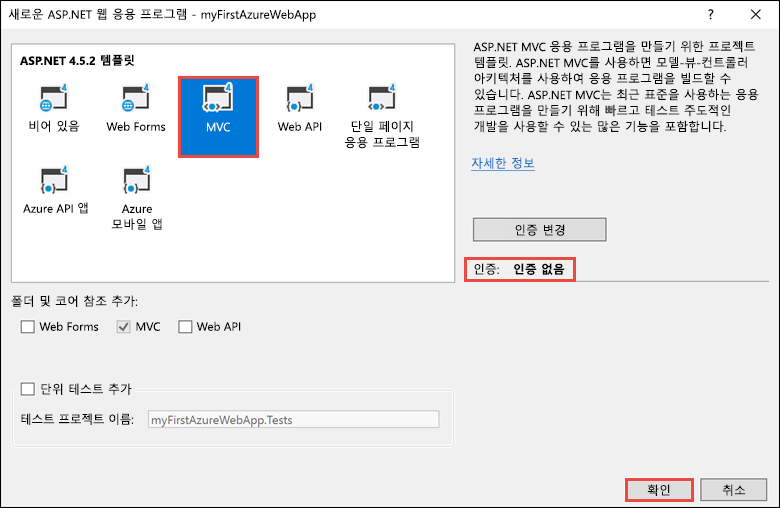 새로운 ASP.NET 웹 응용 프로그램 - myFirstAzureWebApp
ASP.NET 4.5.2 템플릿
비어 있음
Web Forms
MVC
Web API
단일 페이지
응용 프로그램
Azure API 앱
Azure
모바일 앱
ASP.NET MVC 응용 프로그램을 만들기 위한 프로젝트
템플릿. ASP.NET MVC를 사용하면 모델-뷰-컨트롤러
아키텍처를 사용하여 응용 프로그램을 빌드할 수
있습니다. ASP.NET MVC는 최근 표준을 사용하는 응용
프로그램을 만들기 위해 빠르고 테스트 주도적인
개발을 사용할 수 있는 많은 기능을 포함합니다.
자세한 정보
인증 변경
인증: 인증 없음
폴더 및 코어 참조 추가:
Web Forms
MVC
Web API
단위 테스트 추가
테스트 프로젝트 이름:
myFirstAzureWebApp.Tests
확인
취소